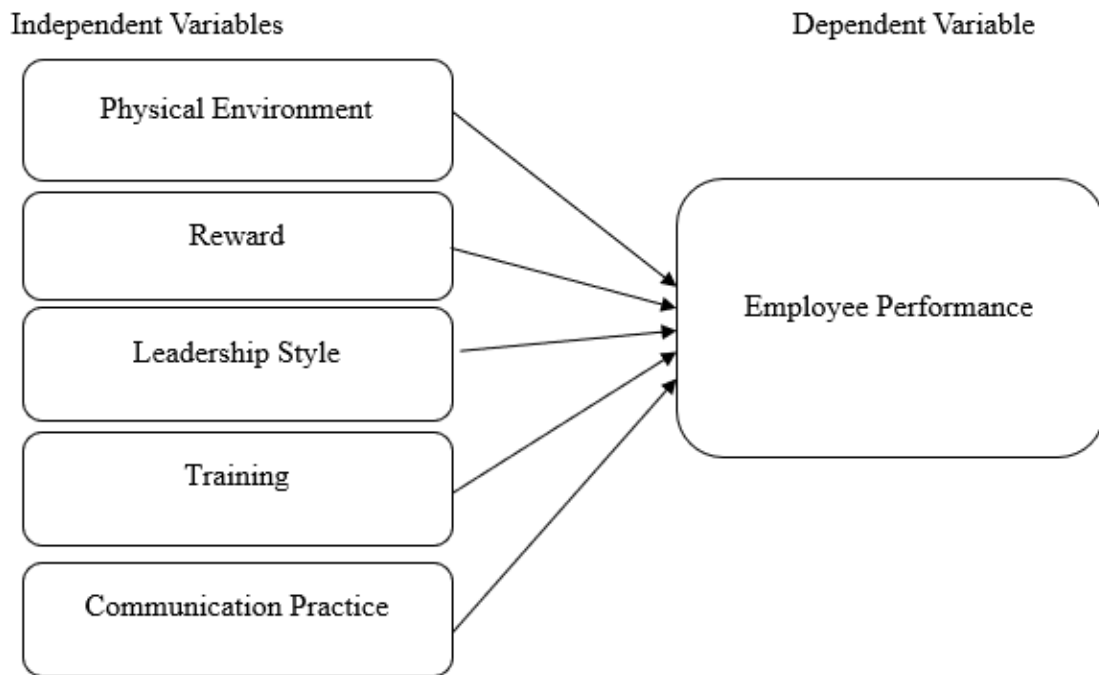 Independent Variables
Dependent Variable
Physical Environment
Reward
Leadership Style
Training
Communication Practice
Employee Performance